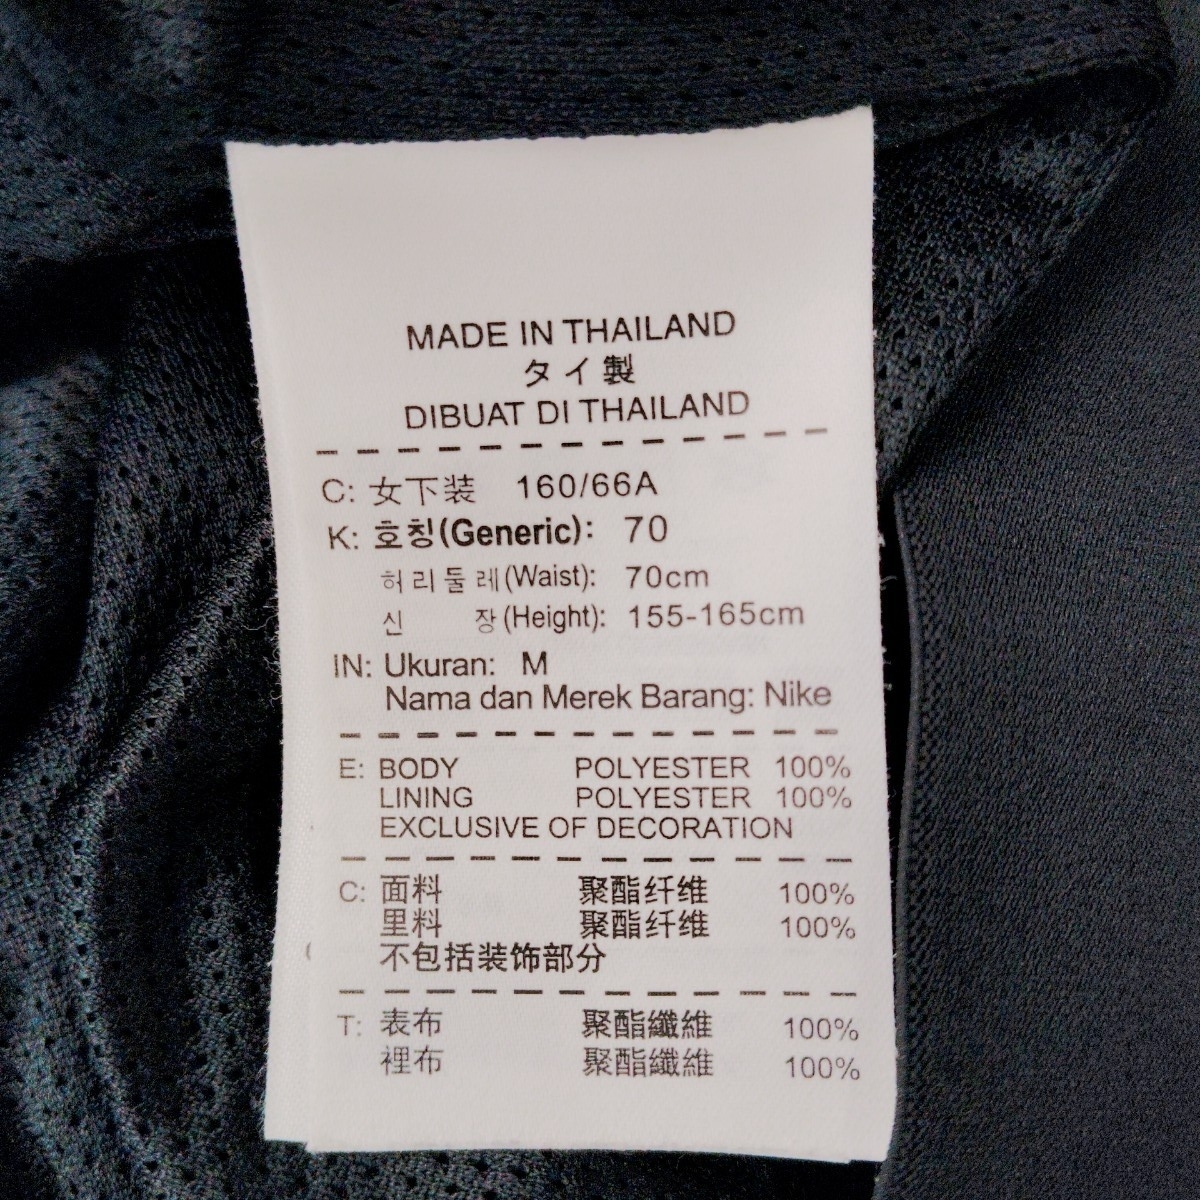 MADE IN THAILAND
タイ製
DIBUAT DI THAILAND
C: 女下装 160/66A
K: 호칭(Generic): 70
허리둘레(Waist): 70cm
신 장(Height): 155-165cm
IN: Ukuran: M
Nama dan Merek Barang: Nike
E: BODY POLYESTER 100%
LINING POLYESTER 100%
EXCLUSIVE OF DECORATION
C: 面料 聚酯纤维 100%
里料 聚酯纤维 100%
不包括装饰部分
T: 表布 聚酯纖維 100%
裡布 聚酯纖維 100%